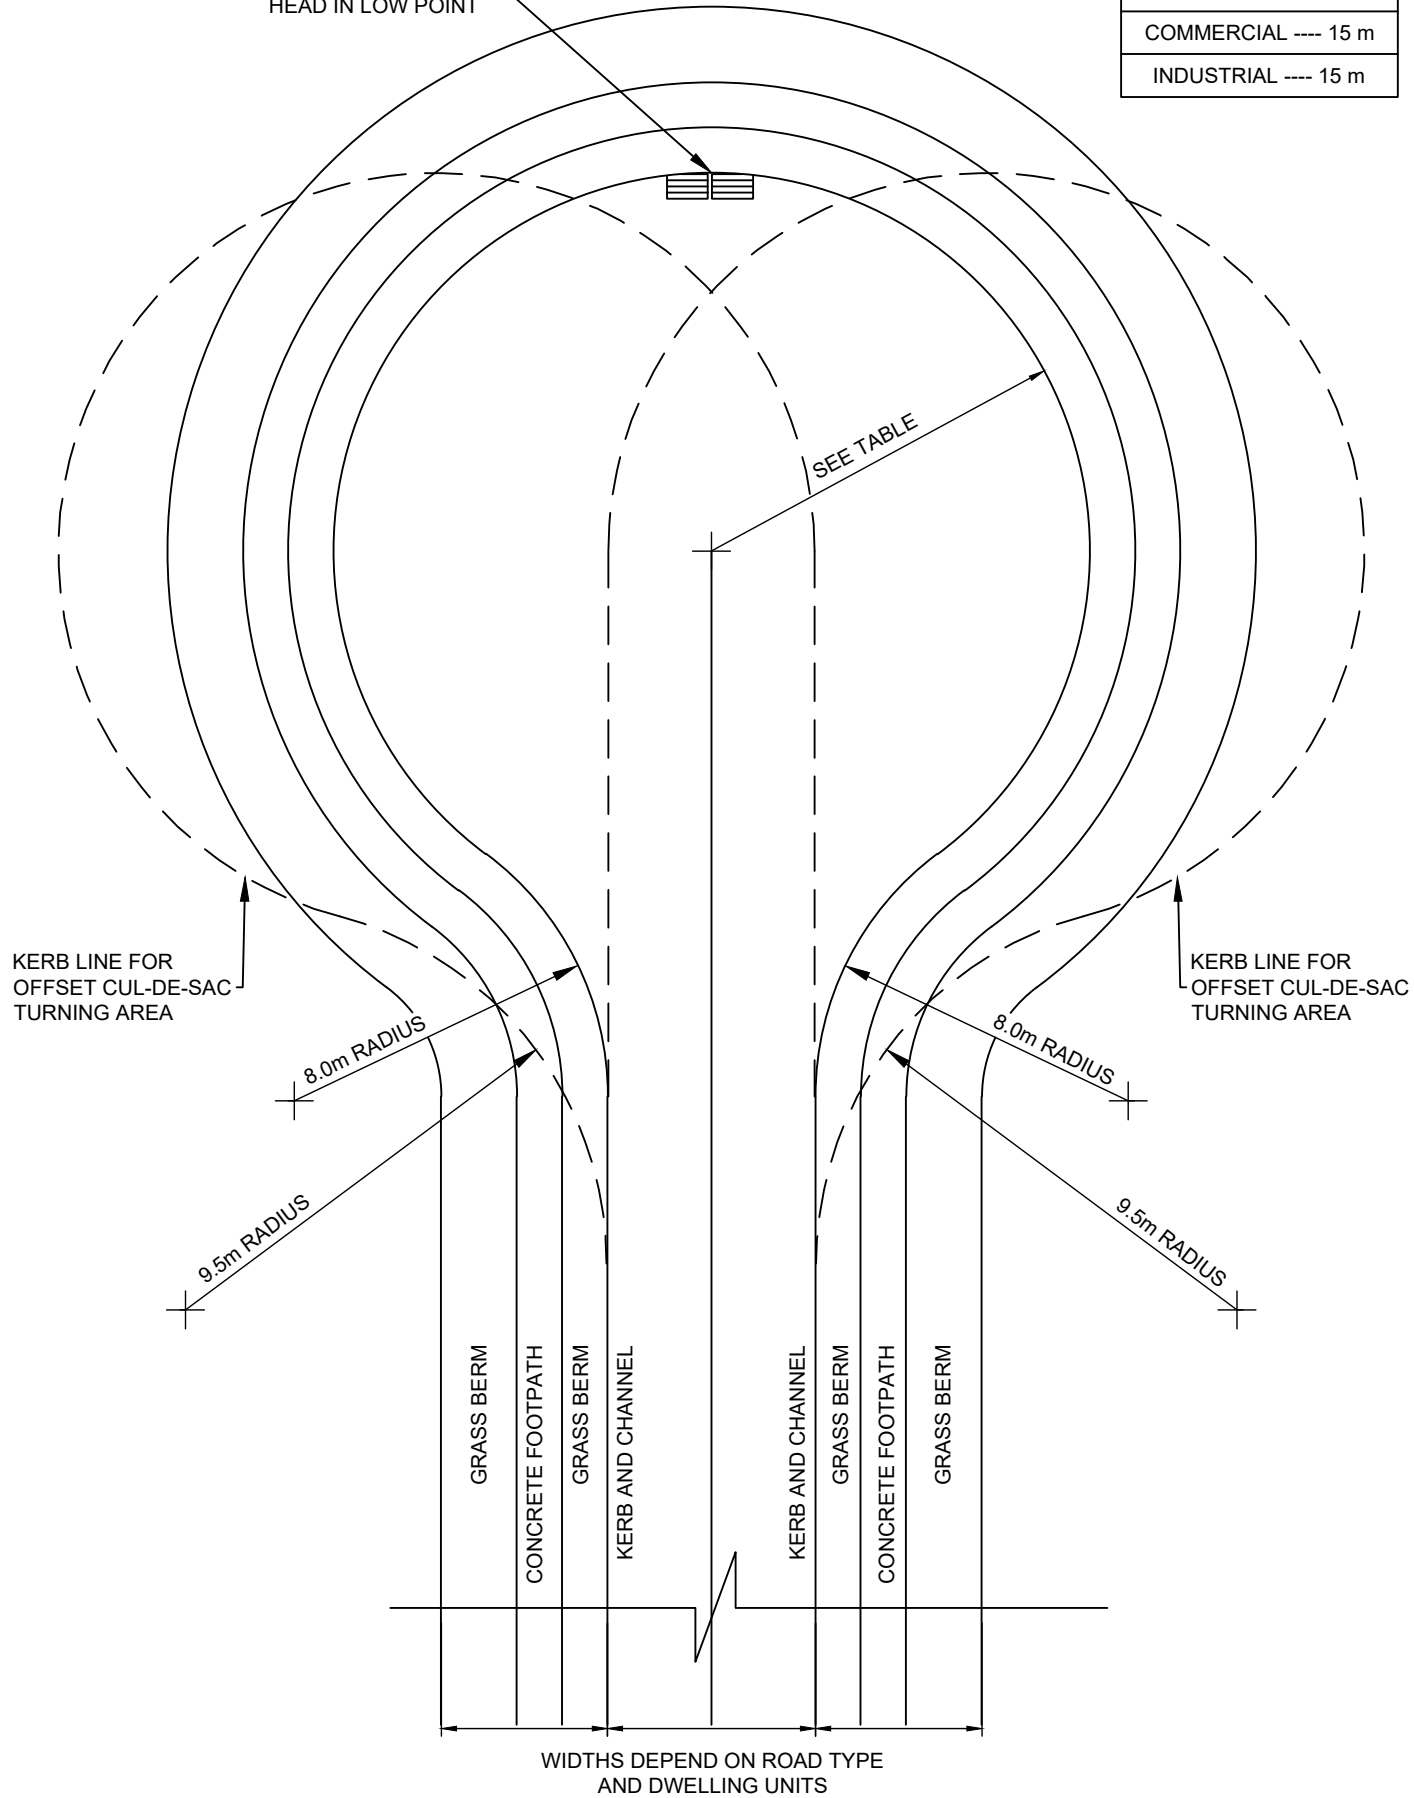 HEAD IN LOW POINT
COMMERCIAL ---- 15 m
INDUSTRIAL ---- 15 m
SEE TABLE
KERB LINE FOR
OFFSET CUL-DE-SAC
TURNING AREA
KERB LINE FOR
OFFSET CUL-DE-SAC
TURNING AREA
8.0m RADIUS
8.0m RADIUS
9.5m RADIUS
9.5m RADIUS
GRASS BERM
CONCRETE FOOTPATH
GRASS BERM
KERB AND CHANNEL
KERB AND CHANNEL
GRASS BERM
CONCRETE FOOTPATH
GRASS BERM
WIDTHS DEPEND ON ROAD TYPE
AND DWELLING UNITS